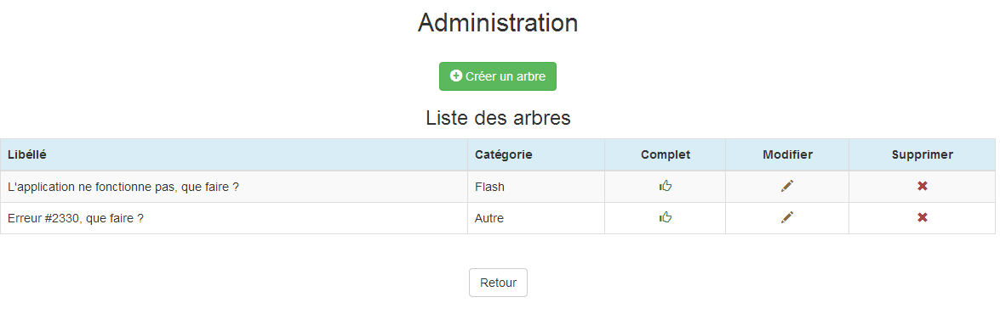 Administration
Créer un arbre
Liste des arbres
Libéllé Catégorie Complet Modifier Supprimer
L'application ne fonctionne pas, que faire ? Flash
Erreur #2330, que faire ? Autre
Retour